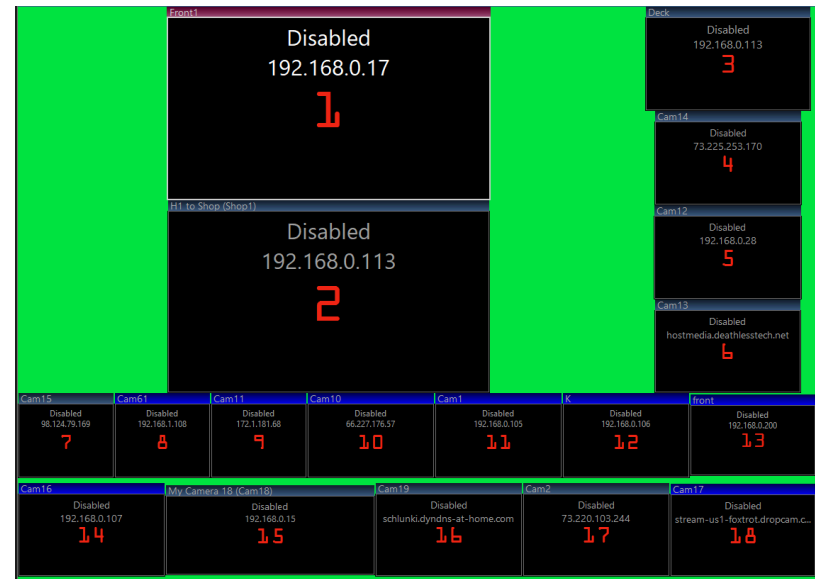 Front1
Disabled
192.168.0.17
1
H1 to Shop (Shop1)
Disabled
192.168.0.113
2
Deck
Disabled
192.168.0.113
3
Cam14
Disabled
73.225.253.170
4
Cam12
Disabled
192.168.0.28
5
Cam13
Disabled
hostmedia.deathlesstech.net
6
Cam15
Disabled
98.124.79.169
7
Cam61
Disabled
192.168.1.108
8
Cam11
Disabled
172.1.181.68
9
Cam10
Disabled
66.227.176.57
10
Cam1
Disabled
192.168.0.105
11
K
Disabled
192.168.0.106
12
front
Disabled
192.168.0.200
13
Cam16
Disabled
192.168.0.107
14
My Camera 18 (Cam18)
Disabled
192.168.0.15
15
Cam19
Disabled
schlunki.dyndns-at-home.com
16
Cam2
Disabled
73.220.103.244
17
Cam17
Disabled
stream-us1-foxtrot.dropcam.c...
18